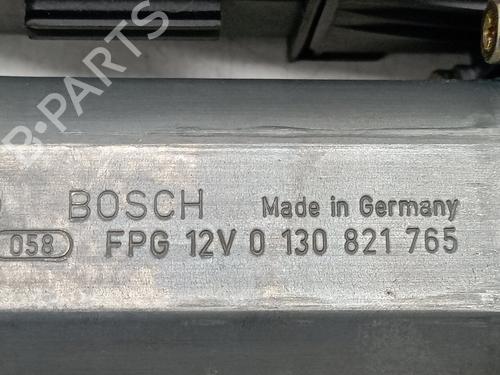 BOSCH Made in Germany
058 FPG 12V 0 130 821 765
B-PARTS